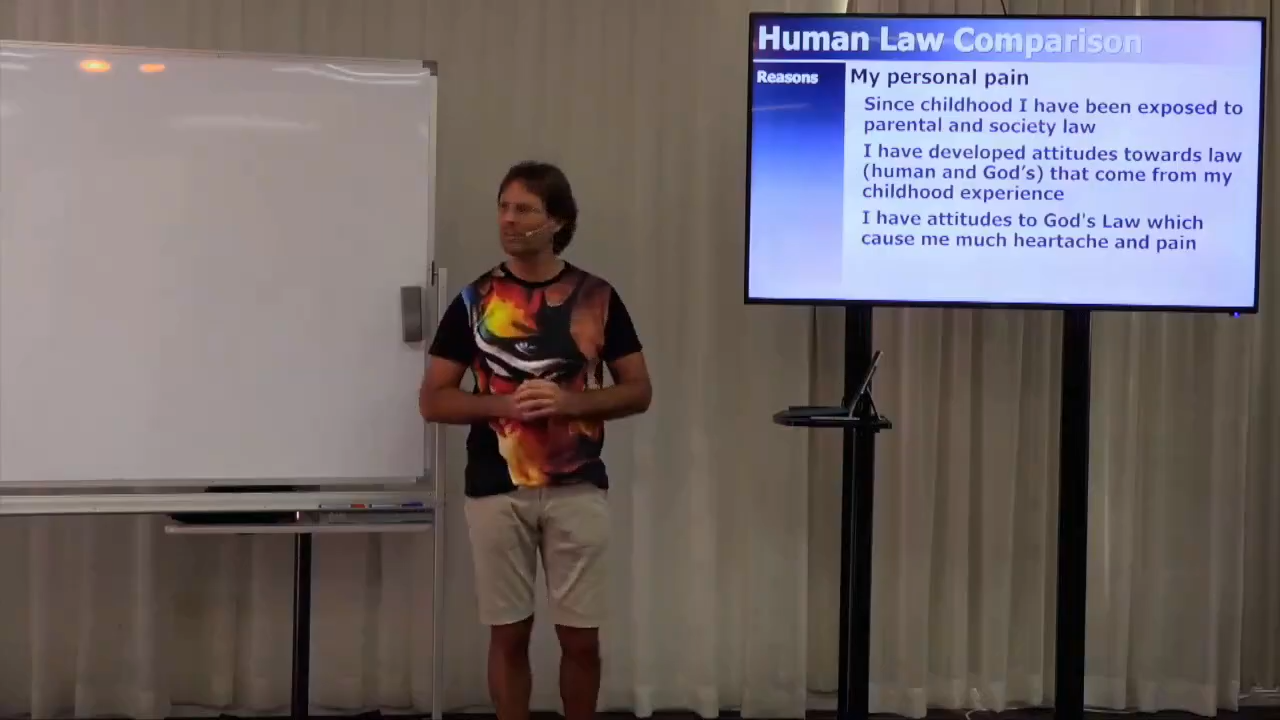 Human Law Comparison
Reasons
My personal pain
Since childhood I have been exposed to
parental and society law
I have developed attitudes towards law
(human and God’s) that come from my
childhood experience
I have attitudes to God's Law which
cause me much heartache and pain